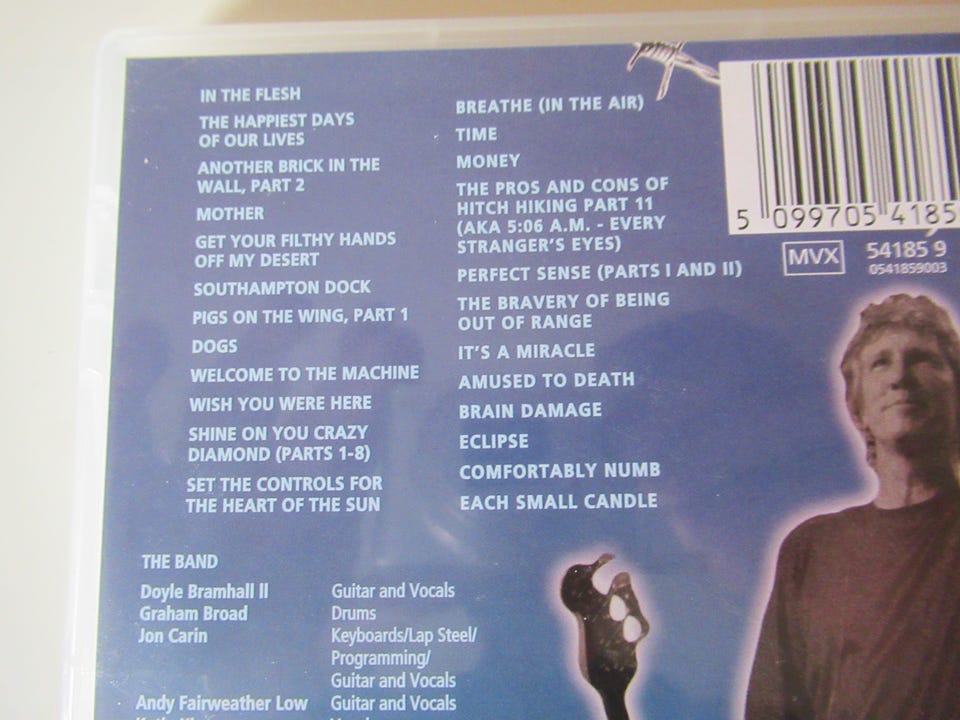 IN THE FLESH
THE HAPPIEST DAYS
OF OUR LIVES
ANOTHER BRICK IN THE
WALL, PART 2
MOTHER
GET YOUR FILTHY HANDS
OFF MY DESERT
SOUTHAMPTON DOCK
PIGS ON THE WING, PART 1
DOGS
WELCOME TO THE MACHINE
WISH YOU WERE HERE
SHINE ON YOU CRAZY
DIAMOND (PARTS 1-8)
SET THE CONTROLS FOR
THE HEART OF THE SUN
BREATHE (IN THE AIR)
TIME
MONEY
THE PROS AND CONS OF
HITCH HIKING PART 11
(AKA 5:06 A.M. - EVERY
STRANGER'S EYES)
PERFECT SENSE (PARTS I AND II)
THE BRAVERY OF BEING
OUT OF RANGE
IT'S A MIRACLE
AMUSED TO DEATH
BRAIN DAMAGE
ECLIPSE
COMFORTABLY NUMB
EACH SMALL CANDLE
5 099705 4185
MVX 54185 9
0541859003
THE BAND
Doyle Bramhall II Guitar and Vocals
Graham Broad Drums
Jon Carin Keyboards/Lap Steel/
Programming/
Guitar and Vocals
Andy Fairweather Low Guitar and Vocals